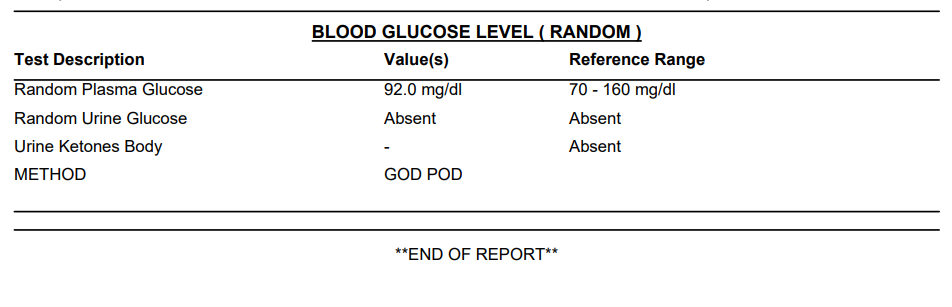 BLOOD GLUCOSE LEVEL ( RANDOM )
Test Description Value(s) Reference Range
Random Plasma Glucose 92.0 mg/dl 70 - 160 mg/dl
Random Urine Glucose Absent Absent
Urine Ketones Body - Absent
METHOD GOD POD
**END OF REPORT**